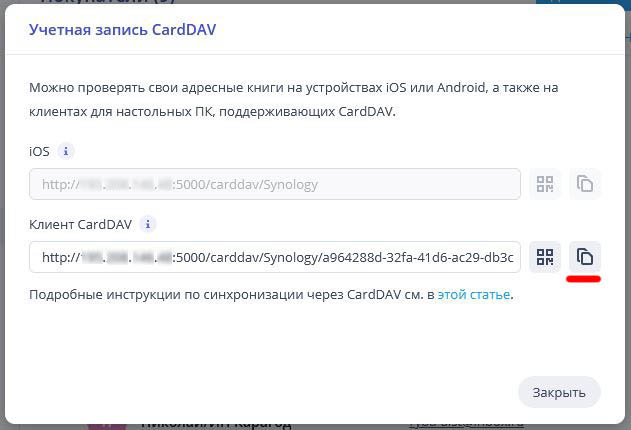 Учетная запись CardDAV
Можно проверять свои адресные книги на устройствах iOS или Android, а также на
клиентах для настольных ПК, поддерживающих CardDAV.
iOS i
http:// :5000/carddav/Synology
Клиент CardDAV i
http:// :5000/carddav/Synology/a964288d-32fa-41d6-ac29-db3c
Подробные инструкции по синхронизации через CardDAV см. в этой статье.
Закрыть